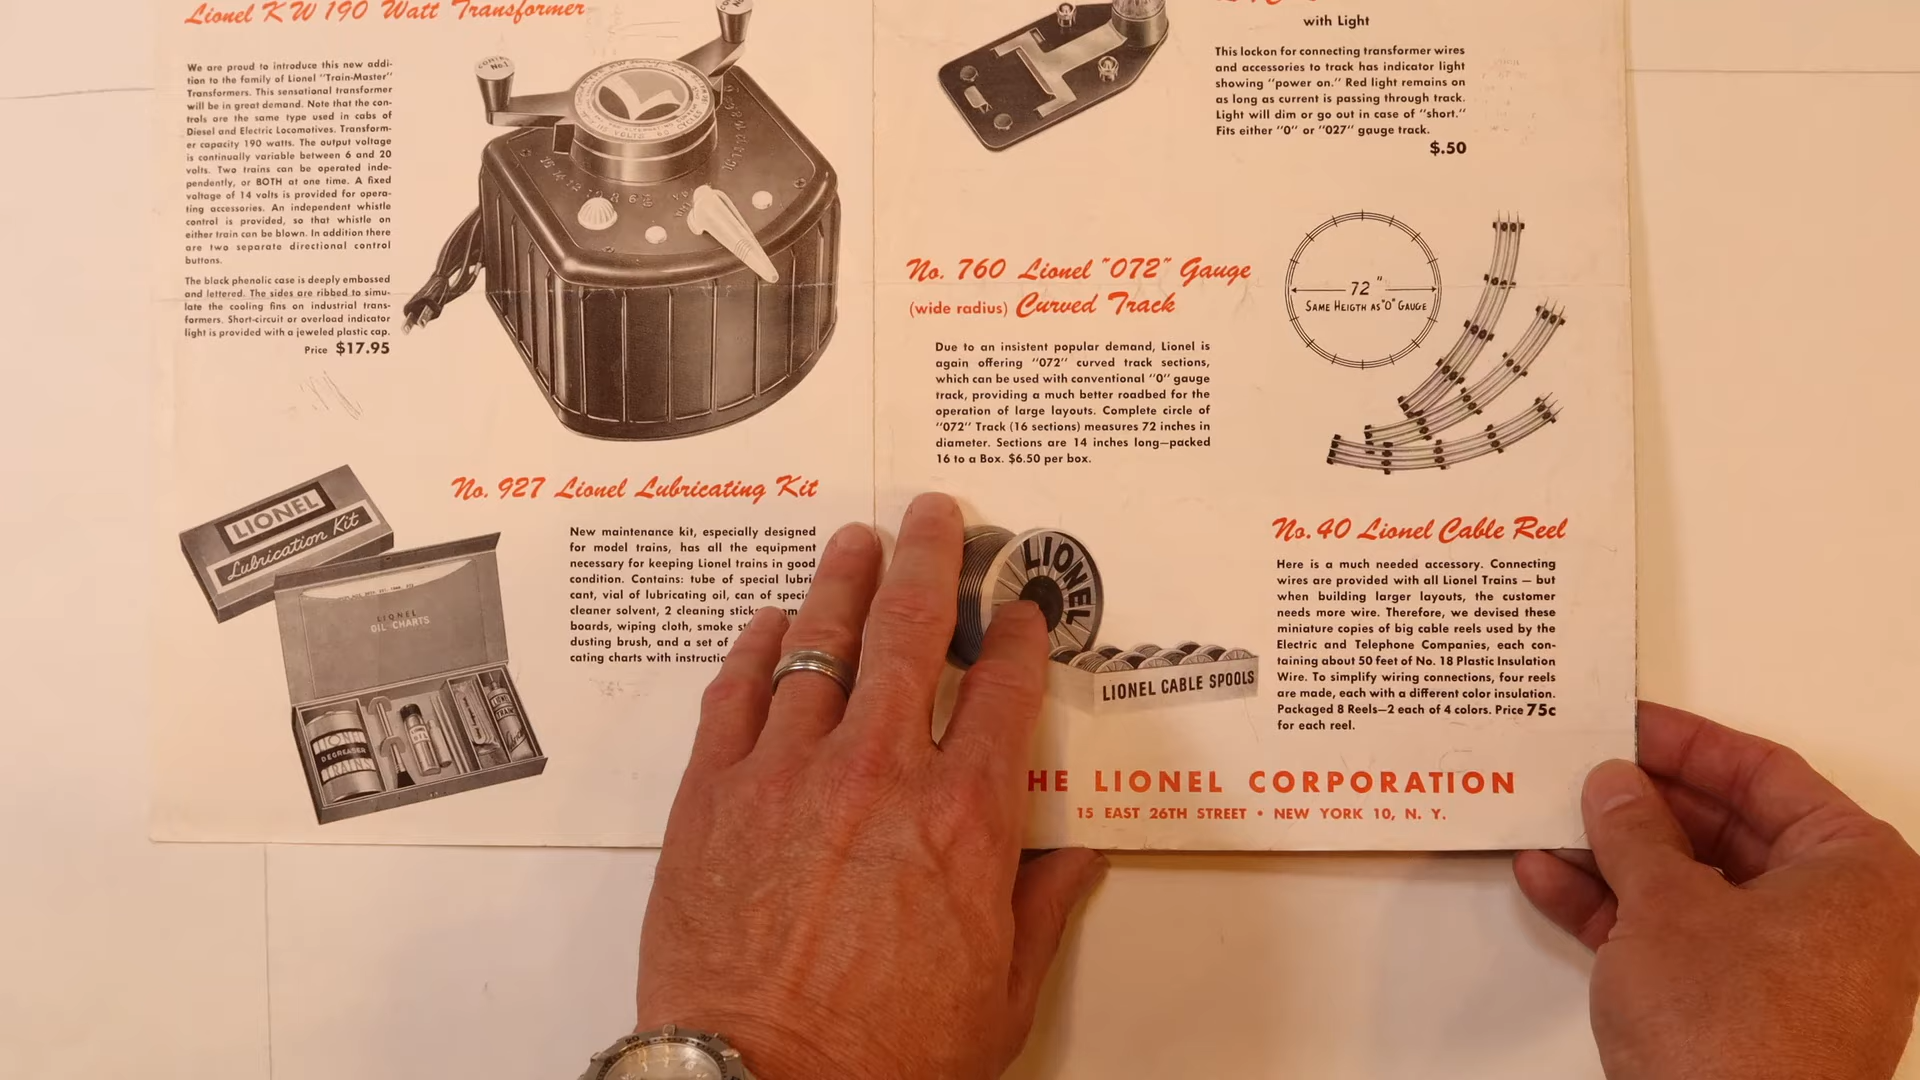 Lionel KW 190 Watt Transformer
We are proud to introduce this new addi-
tion to the family of Lionel "Train-Master"
Transformers. This sensational transformer
will be in great demand. Note that the con-
trols are the same type used in cabs of
Diesel and Electric Locomotives. Transform-
er capacity 190 watts. The output voltage
is continually variable between 6 and 20
volts. Two trains can be operated inde-
pendently, or BOTH at one time. A fixed
voltage of 14 volts is provided for opera-
ting accessories. An independent whistle
control is provided, so that whistle on
either train can be blown. In addition there
are two separate directional control
buttons.
The black phenolic case is deeply embossed
and lettered. The sides are ribbed to simu-
late the cooling fins on industrial trans-
formers. Short-circuit or overload indicator
light is provided with a jeweled plastic cap.
Price $17.95
No. 927 Lionel Lubricating Kit
LIONEL
Lubrication Kit
LIONEL
OIL CHARTS
DEGREASER
TRAINS
New maintenance kit, especially designed
for model trains, has all the equipment
necessary for keeping Lionel trains in good
condition. Contains: tube of special lubri-
cant, vial of lubricating oil, can of
cleaner solvent, 2 cleaning
boards, wiping cloth, smoke
dusting brush, and a set of
cating charts with
with Light
This lockon for connecting transformer wires
and accessories to track has indicator light
showing "power on." Red light remains on
as long as current is passing through track.
Light will dim or go out in case of "short."
Fits either "0" or "027" gauge track.
$.50
No. 760 Lionel "072" Gauge
(wide radius) Curved Track
Due to an insistent popular demand, Lionel is
again offering "072" curved track sections,
which can be used with conventional "0" gauge
track, providing a much better roadbed for the
operation of large layouts. Complete circle of
"072" Track (16 sections) measures 72 inches in
diameter. Sections are 14 inches long—packed
16 to a Box. $6.50 per box.
72"
SAME HEIGTH AS "O" GAUGE
LIONEL
LIONEL
LIONEL CABLE SPOOLS
No. 40 Lionel Cable Reel
Here is a much needed accessory. Connecting
wires are provided with all Lionel Trains — but
when building larger layouts, the customer
needs more wire. Therefore, we devised these
miniature copies of big cable reels used by the
Electric and Telephone Companies, each con-
taining about 50 feet of No. 18 Plastic Insulation
Wire. To simplify wiring connections, four reels
are made, each with a different color insulation.
Packaged 8 Reels—2 each of 4 colors. Price 75c
for each reel.
HE LIONEL CORPORATION
15 EAST 26TH STREET • NEW YORK 10, N. Y.